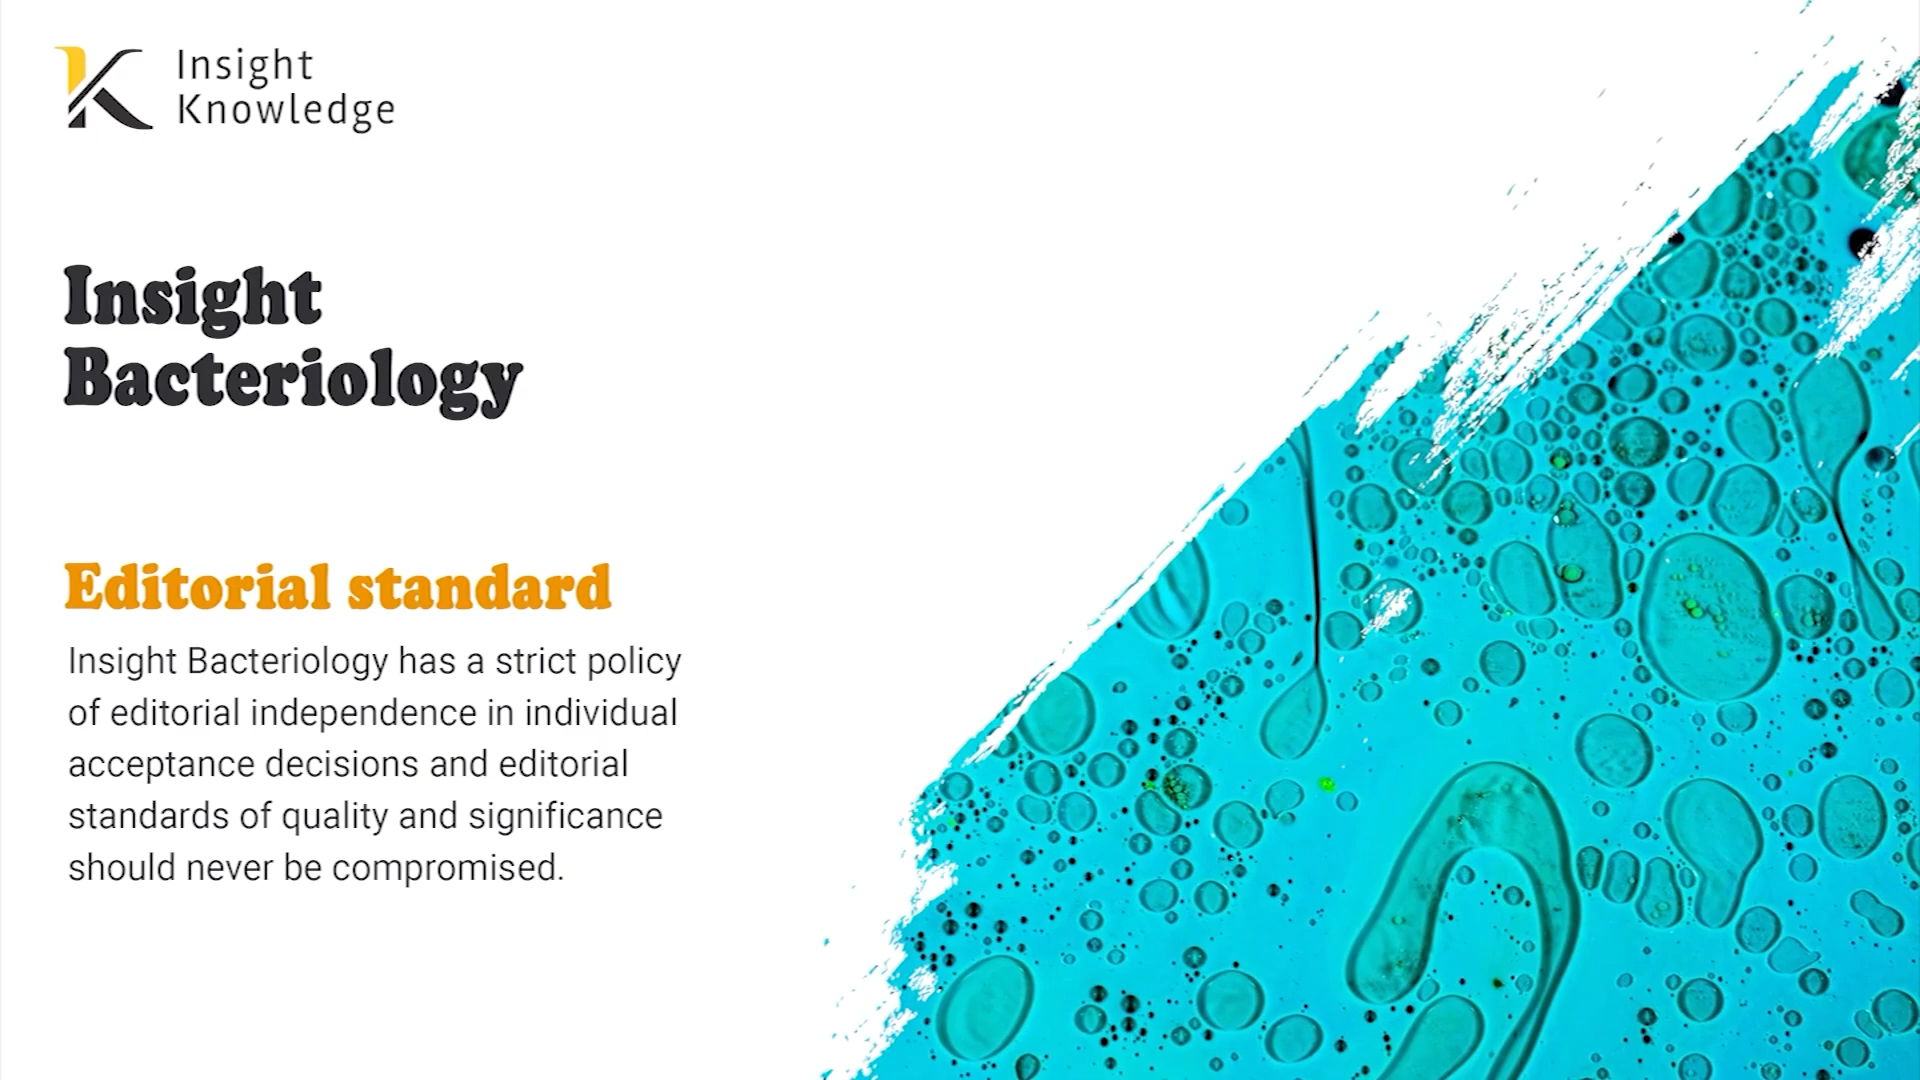 Insight
Knowledge
Insight
Bacteriology
Editorial standard
Insight Bacteriology has a strict policy
of editorial independence in individual
acceptance decisions and editorial
standards of quality and significance
should never be compromised.